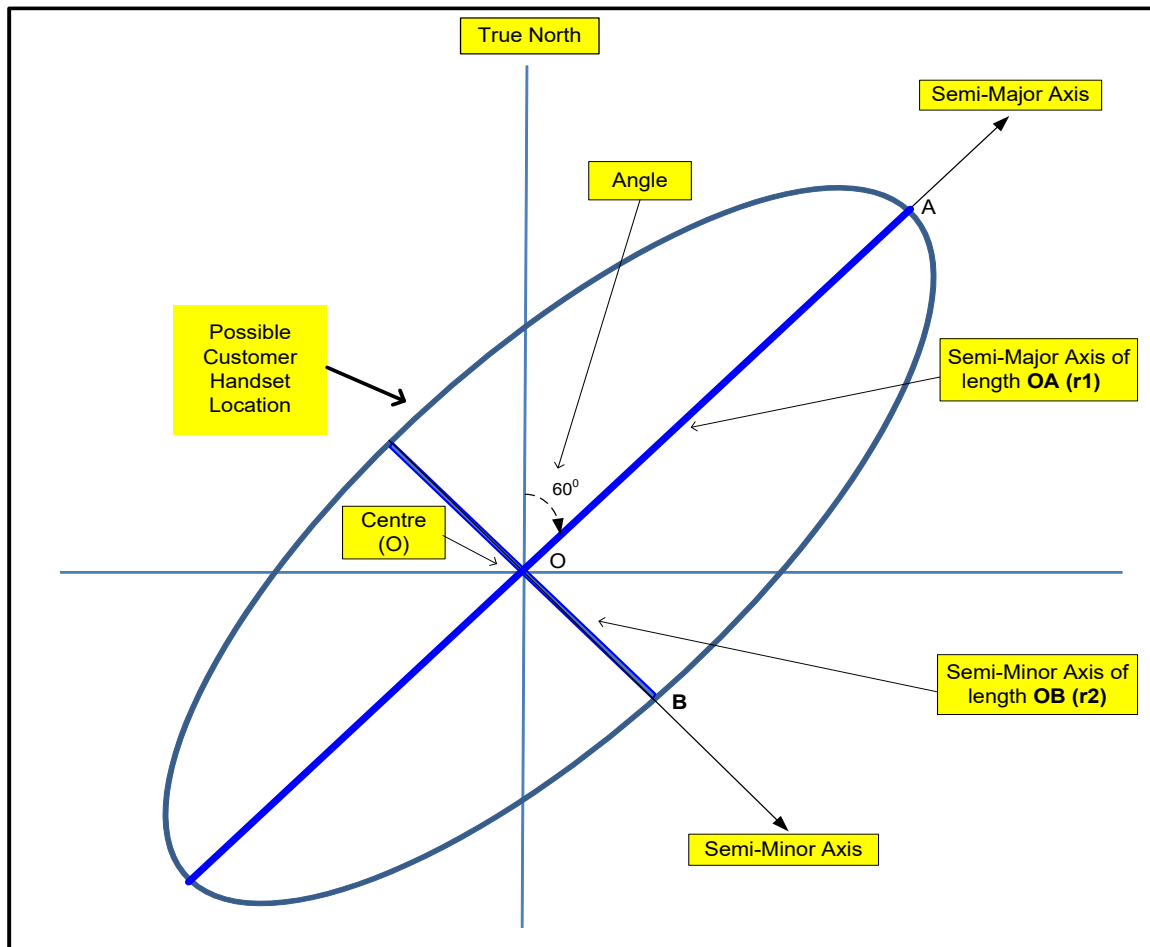 True North
Semi-Major Axis
Angle
A
Possible
Customer
Handset
Location
Semi-Major Axis of
length OA (r1)
60⁰
Centre
(O)
O
Semi-Minor Axis of
length OB (r2)
B
Semi-Minor Axis